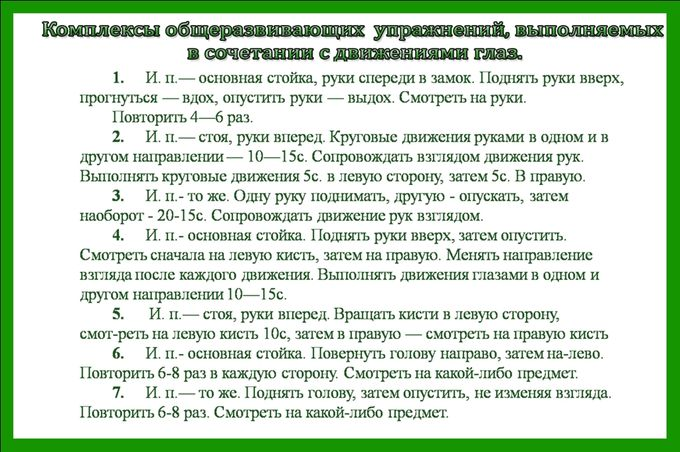 Комплексы общеразвивающих упражнений, выполняемых
в сочетании с движениями глаз.
1. И. п.— основная стойка, руки спереди в замок. Поднять руки вверх,
прогнуться — вдох, опустить руки — выдох. Смотреть на руки.
Повторить 4—6 раз.
2. И. п.— стоя, руки вперед. Круговые движения руками в одном и в
другом направлении — 10—15с. Сопровождать взглядом движения рук.
Выполнять круговые движения 5с. в левую сторону, затем 5с. В правую.
3. И. п.- то же. Одну руку поднимать, другую - опускать, затем
наоборот - 20-15с. Сопровождать движение рук взглядом.
4. И. п.- основная стойка. Поднять руки вверх, затем опустить.
Смотреть сначала на левую кисть, затем на правую. Менять направление
взгляда после каждого движения. Выполнять движения глазами в одном и
другом направлении 10—15с.
5. И. п.— стоя, руки вперед. Вращать кисти в левую сторону,
смот-реть на левую кисть 10с, затем в правую — смотреть на правую кисть
6. И. п.- основная стойка. Повернуть голову направо, затем на-лево.
Повторить 6-8 раз в каждую сторону. Смотреть на какой-либо предмет.
7. И. п.— то же. Поднять голову, затем опустить, не изменяя взгляда.
Повторить 6-8 раз. Смотреть на какой-либо предмет.